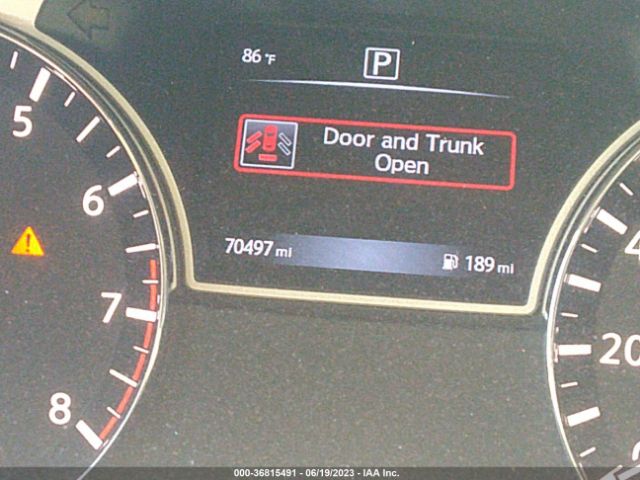 86 °F
P
Door and Trunk
Open
70497 mi
189 mi
5
6
7
8
4
20
000-36815491 - 06/19/2023 - IAA Inc.